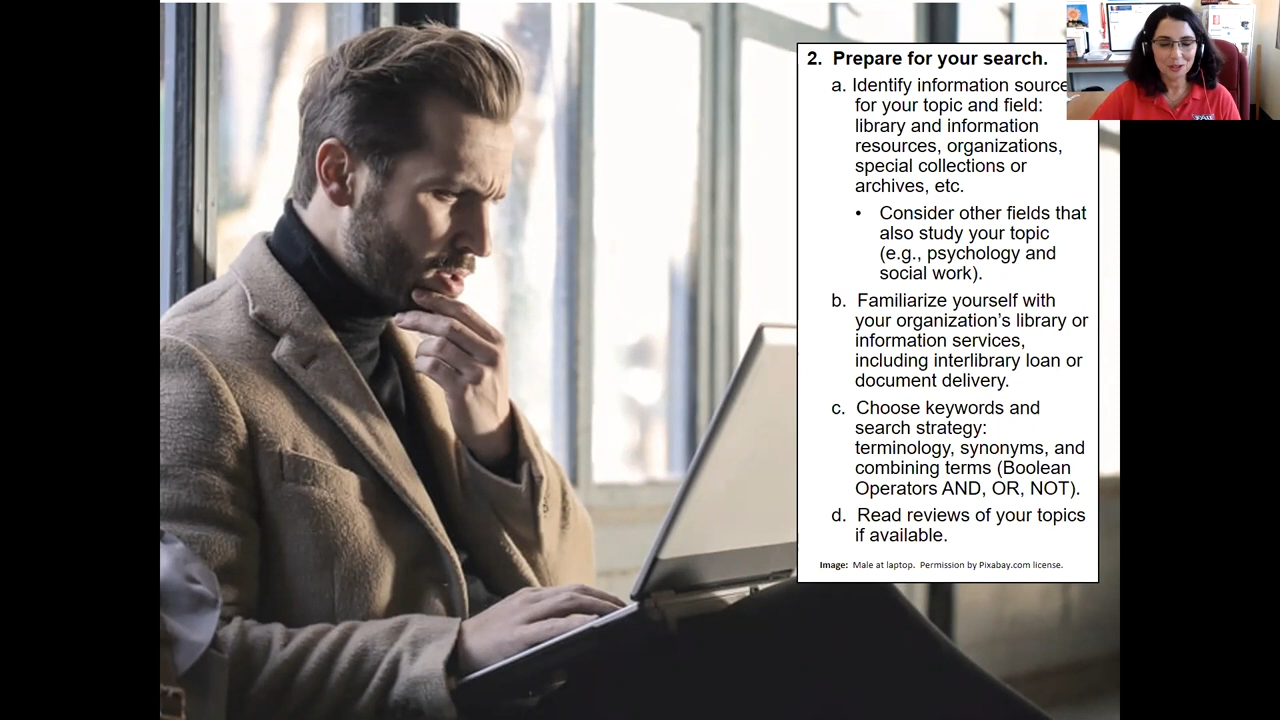 2. Prepare for your search.
a. Identify information source
for your topic and field:
library and information
resources, organizations,
special collections or
archives, etc.
• Consider other fields that
also study your topic
(e.g., psychology and
social work).
b. Familiarize yourself with
your organization’s library or
information services,
including interlibrary loan or
document delivery.
c. Choose keywords and
search strategy:
terminology, synonyms, and
combining terms (Boolean
Operators AND, OR, NOT).
d. Read reviews of your topics
if available.
Image: Male at laptop. Permission by Pixabay.com license.